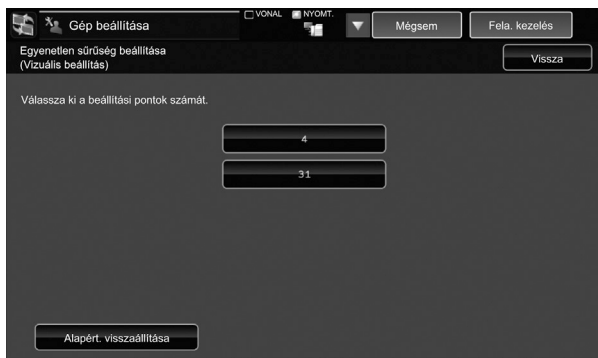 VONAL NYOMT.
Gép beállítása
Mégsem
Fela. kezelés
Egyenetlen sűrűség beállítása
(Vizuális beállítás)
Vissza
Válassza ki a beállítási pontok számát.
4
31
Alapért. visszaállítása